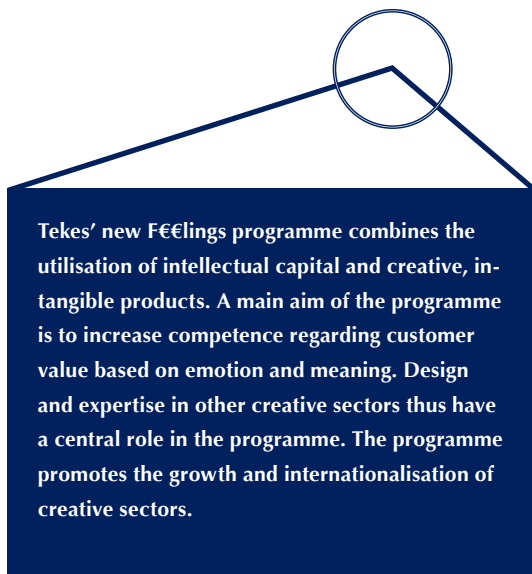 Tekes’ new F€€lings programme combines the
utilisation of intellectual capital and creative, in-
tangible products. A main aim of the programme
is to increase competence regarding customer
value based on emotion and meaning. Design
and expertise in other creative sectors thus have
a central role in the programme. The programme
promotes the growth and internationalisation of
creative sectors.